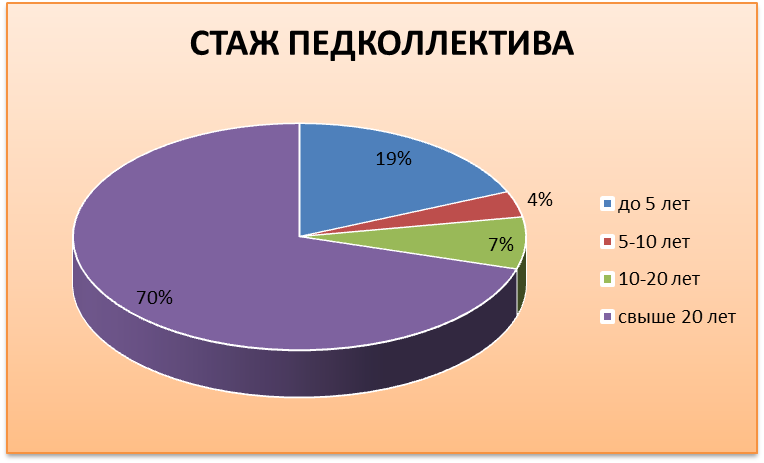 СТАЖ ПЕДКОЛЛЕКТИВА
19%
4%
7%
70%
до 5 лет
5-10 лет
10-20 лет
свыше 20 лет